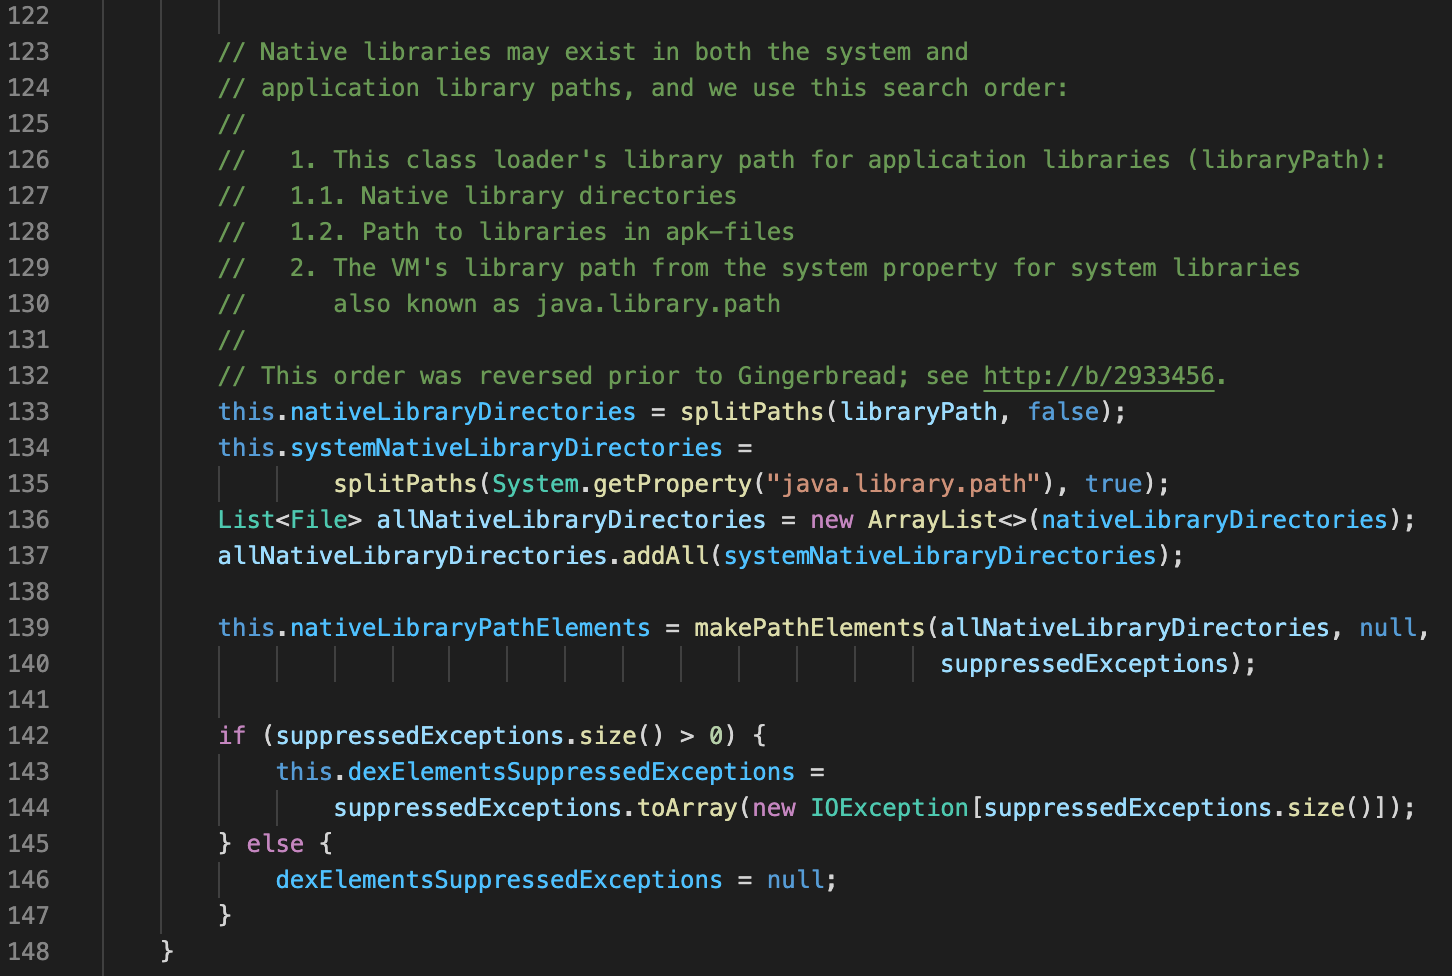 122
123 // Native libraries may exist in both the system and
124 // application library paths, and we use this search order:
125 //
126 //   1. This class loader's library path for application libraries (libraryPath):
127 //   1.1. Native library directories
128 //   1.2. Path to libraries in apk-files
129 //   2. The VM's library path from the system property for system libraries
130 //      also known as java.library.path
131 //
132 // This order was reversed prior to Gingerbread; see http://b/2933456.
133 this.nativeLibraryDirectories = splitPaths(libraryPath, false);
134 this.systemNativeLibraryDirectories =
135         splitPaths(System.getProperty("java.library.path"), true);
136 List<File> allNativeLibraryDirectories = new ArrayList<>(nativeLibraryDirectories);
137 allNativeLibraryDirectories.addAll(systemNativeLibraryDirectories);
138
139 this.nativeLibraryPathElements = makePathElements(allNativeLibraryDirectories, null,
140                                                   suppressedExceptions);
141
142 if (suppressedExceptions.size() > 0) {
143     this.dexElementsSuppressedExceptions =
144         suppressedExceptions.toArray(new IOException[suppressedExceptions.size()]);
145 } else {
146     dexElementsSuppressedExceptions = null;
147 }
148 }